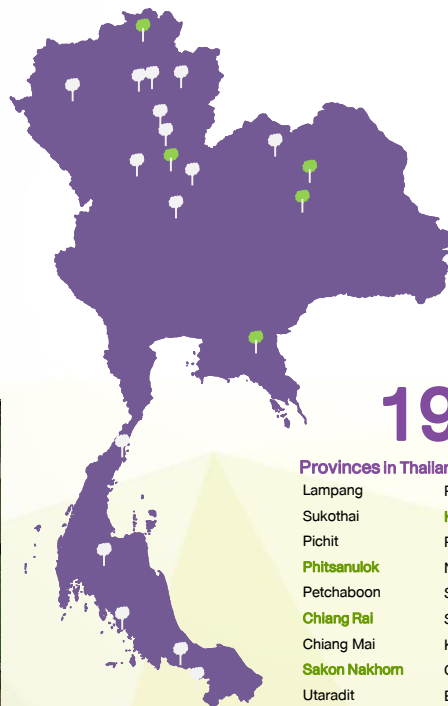 19
Provinces in Thailan
Lampang
Sukothai
Pichit
Phitsanulok
Petchaboon
Chiang Rai
Chiang Mai
Sakon Nakhorn
Utaradit